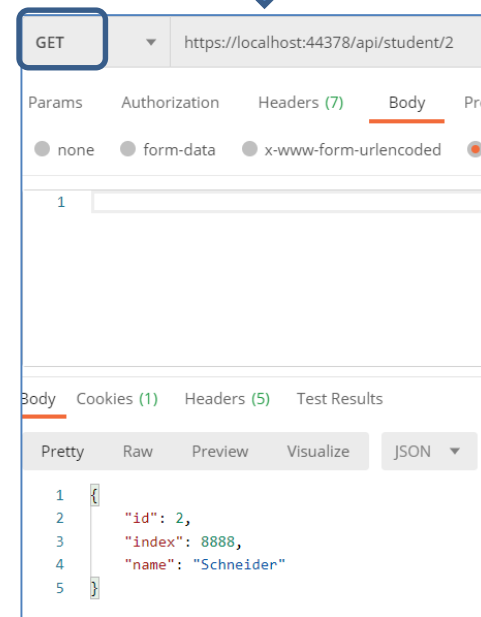 GET https://localhost:44378/api/student/2
Params Authorization Headers (7) Body Pr
none form-data x-www-form-urlencoded
1
Body Cookies (1) Headers (5) Test Results
Pretty Raw Preview Visualize JSON
1 {
2 "id": 2,
3 "index": 8888,
4 "name": "Schneider"
5 }